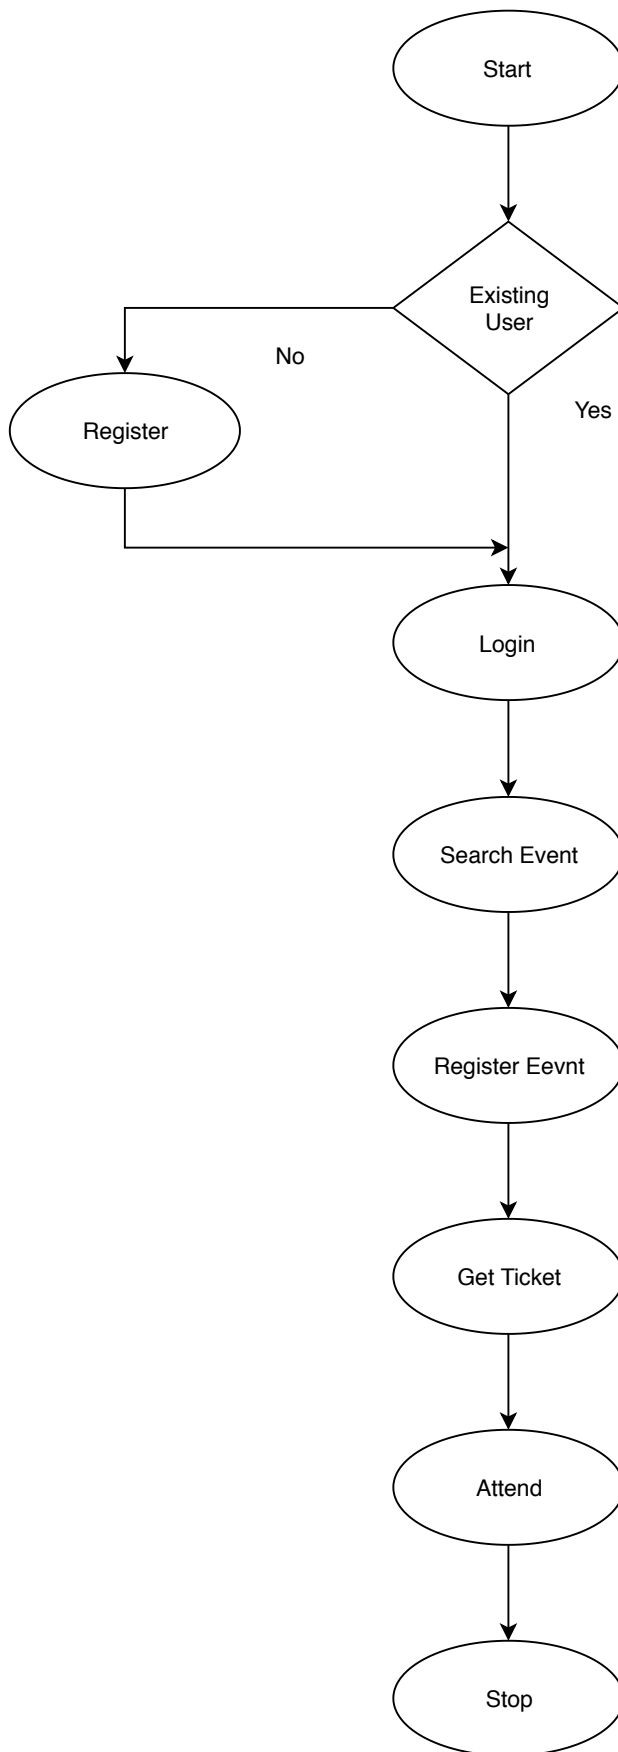 Start
Existing
User
No
Yes
Register
Login
Search Event
Register Eevnt
Get Ticket
Attend
Stop